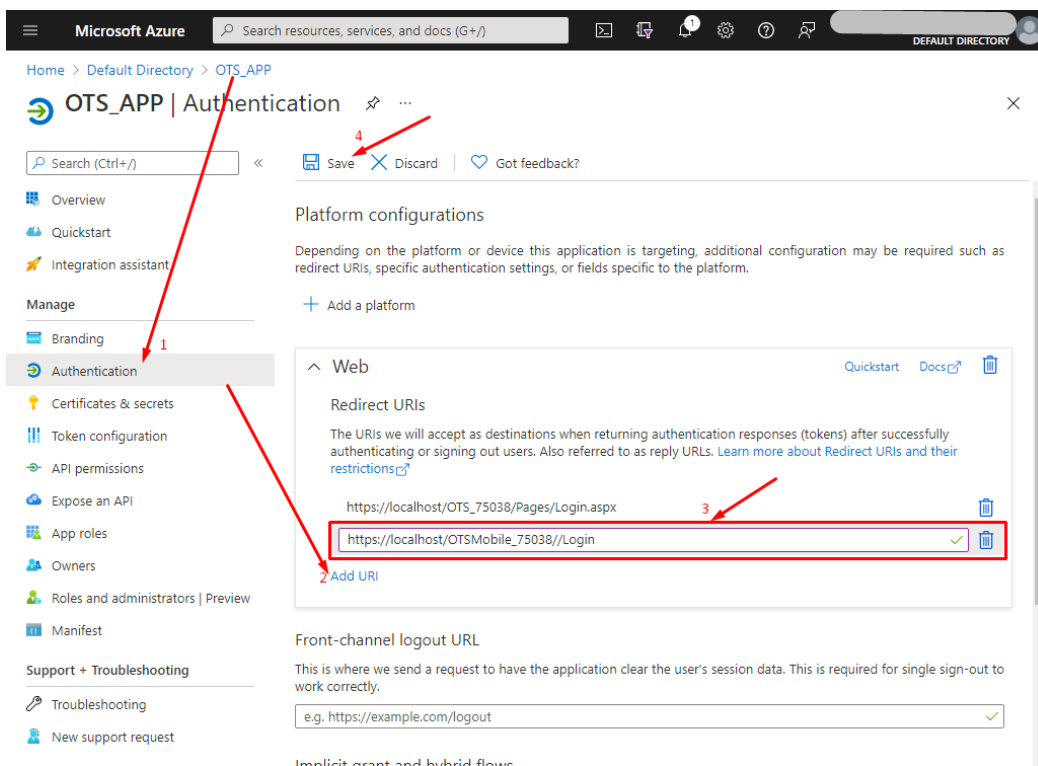 Microsoft Azure
Search resources, services, and docs (G+/)
1
DEFAULT DIRECTORY
Home > Default Directory > OTS_APP
OTS_APP | Authentication
...
4
Search (Ctrl+/)
«
Save
Discard
Got feedback?
Overview
Quickstart
Integration assistant
Manage
Branding
1
Authentication
Certificates & secrets
Token configuration
API permissions
Expose an API
App roles
Owners
Roles and administrators | Preview
Manifest
Support + Troubleshooting
Troubleshooting
New support request
Platform configurations
Depending on the platform or device this application is targeting, additional configuration may be required such as
redirect URIs, specific authentication settings, or fields specific to the platform.
Add a platform
Web
Quickstart
Docs
Redirect URIs
The URIs we will accept as destinations when returning authentication responses (tokens) after successfully
authenticating or signing out users. Also referred to as reply URLs. Learn more about Redirect URIs and their
restrictions
https://localhost/OTS_75038/Pages/Login.aspx
3
https://localhost/OTSMobile_75038//Login
2
Add URI
Front-channel logout URL
This is where we send a request to have the application clear the user's session data. This is required for single sign-out to
work correctly.
e.g. https://example.com/logout
Implicit grant and hybrid flows